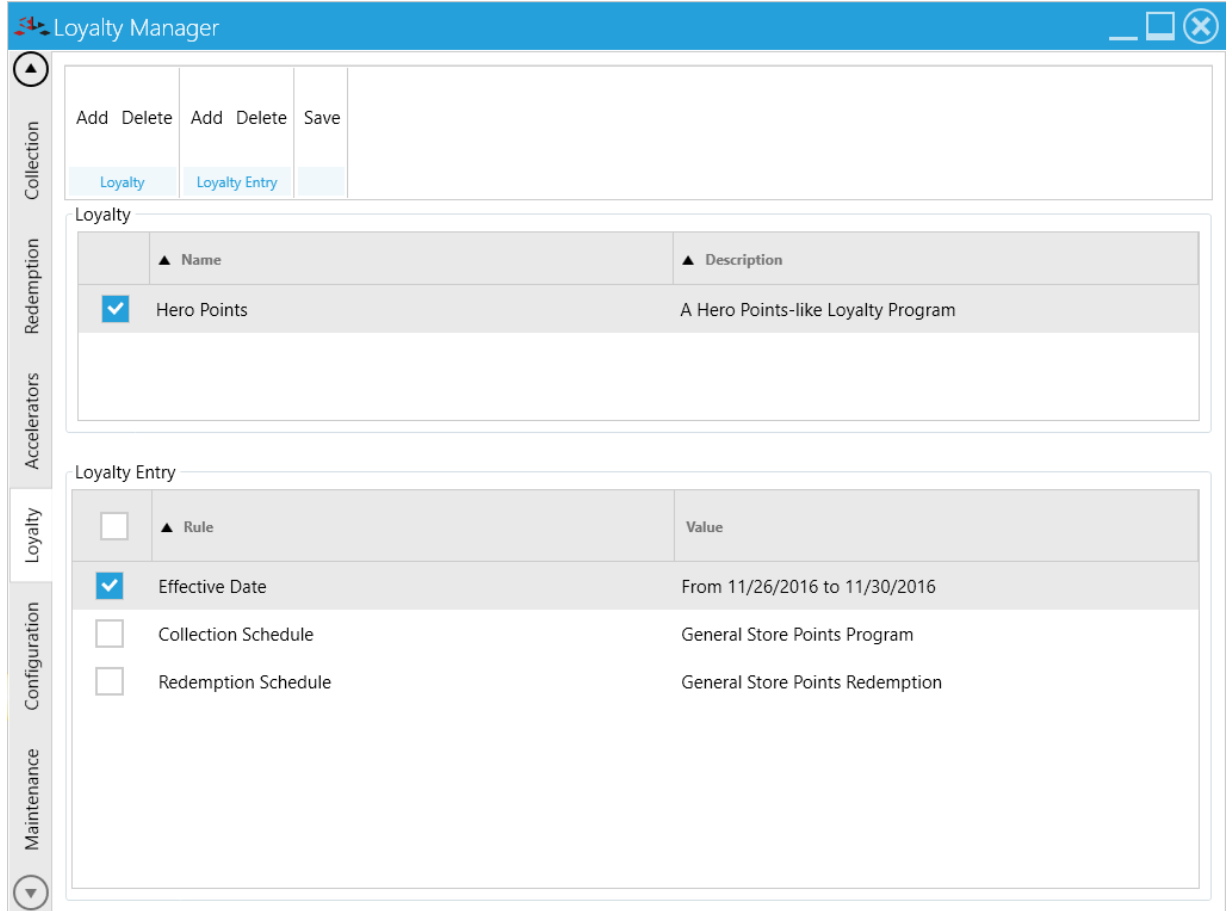 Loyalty Manager
Collection
Redemption
Accelerators
Loyalty
Configuration
Maintenance
Add Delete Add Delete Save
Loyalty Loyalty Entry
Loyalty
Name Description
Hero Points A Hero Points-like Loyalty Program
Loyalty Entry
Rule Value
Effective Date From 11/26/2016 to 11/30/2016
Collection Schedule General Store Points Program
Redemption Schedule General Store Points Redemption